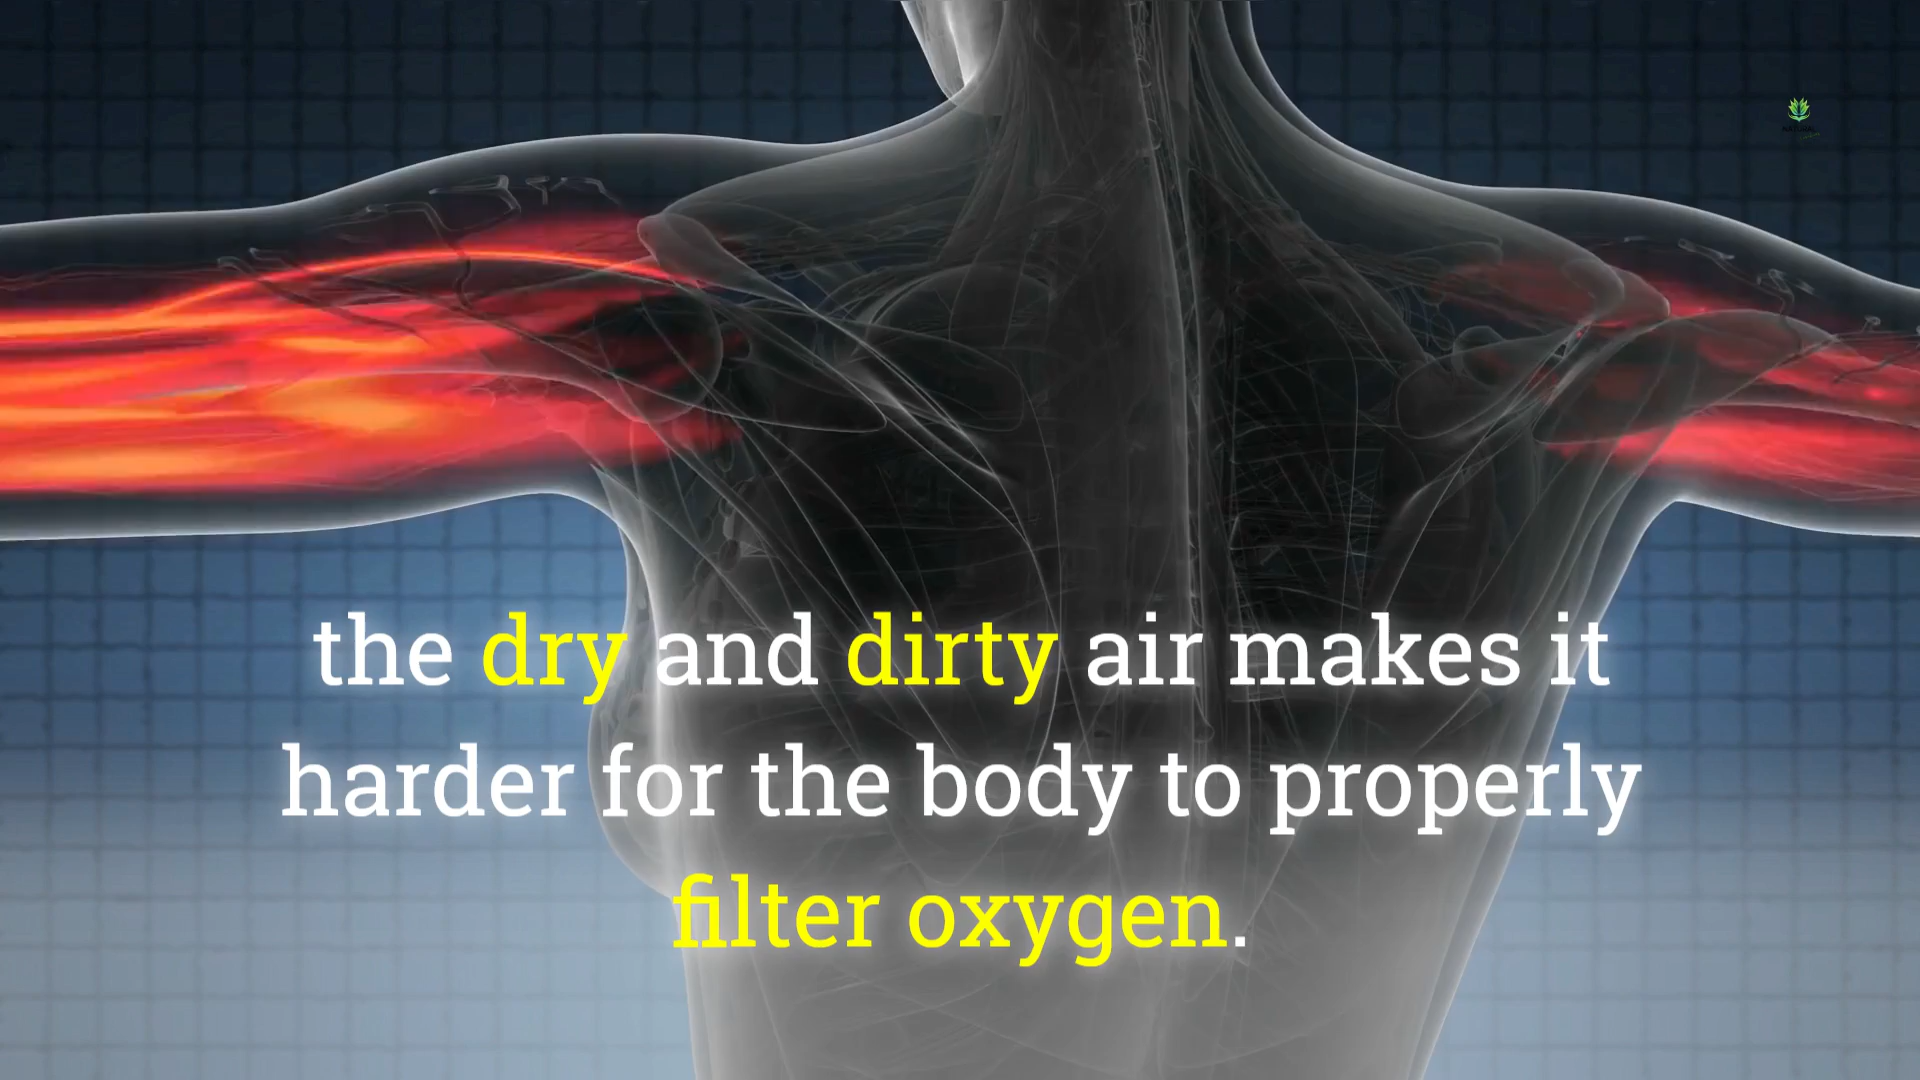 the dry and dirty air makes it
harder for the body to properly
filter oxygen.